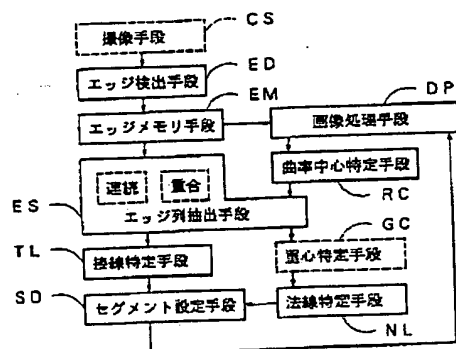 撮像手段
CS
エッジ検出手段
ED
エッジメモリ手段
EM
画像処理手段
DP
曲率中心特定手段
RC
連続
重合
エッジ列抽出手段
ES
GC
重心特定手段
接線特定手段
TL
セグメント設定手段
SD
法線特定手段
NL